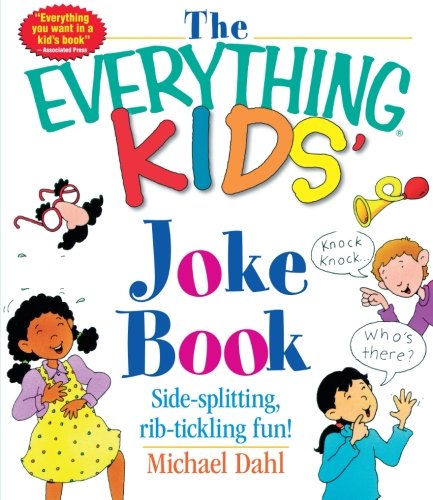 "Everything
you want in a
kid's book"
—Associated Press
The
EVERYTHING®
KIDS'
Joke
Book
Knock
Knock...
Who's
there?
Side-splitting,
rib-tickling fun!
Michael Dahl